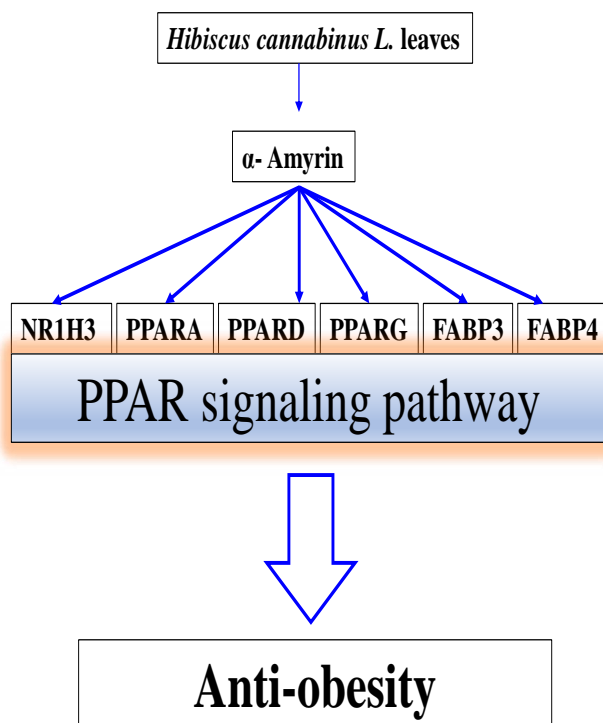 Hibiscus cannabinus L. leaves
α- Amyrin
NR1H3 PPARA PPARD PPARG FABP3 FABP4
PPAR signaling pathway
Anti-obesity